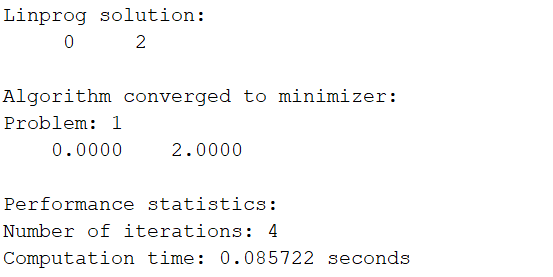 Linprog solution:
0 2
Algorithm converged to minimizer:
Problem: 1
0.0000 2.0000
Performance statistics:
Number of iterations: 4
Computation time: 0.085722 seconds